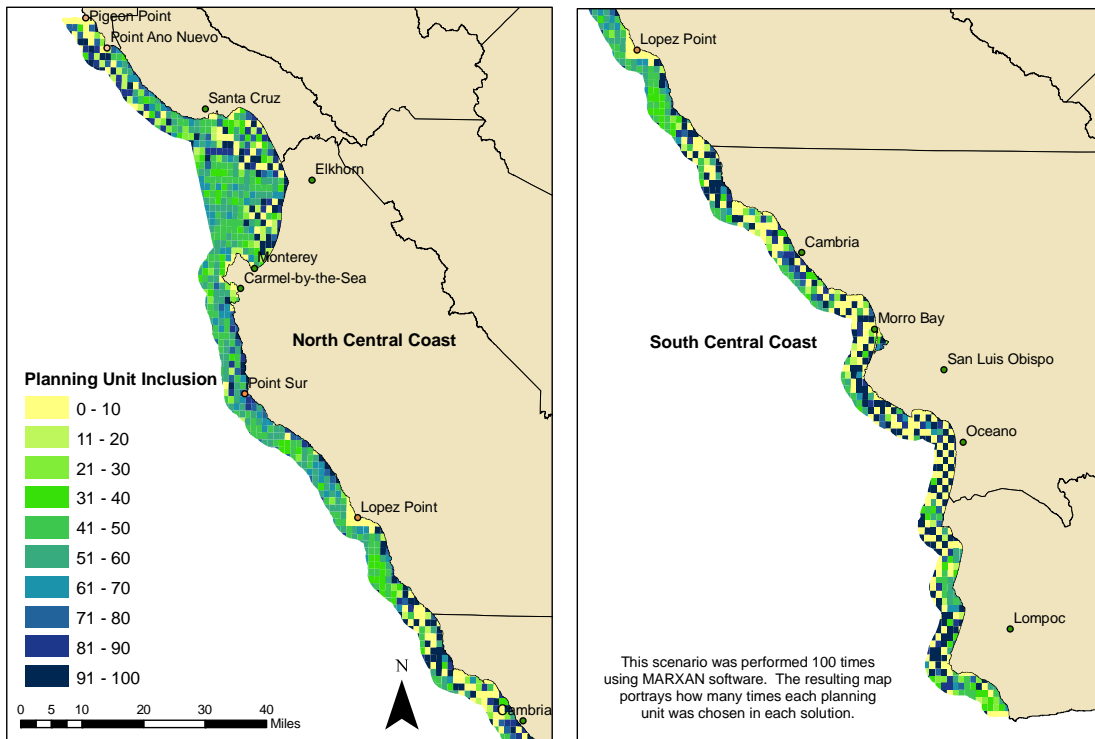 Pigeon Point
Point Ano Nuevo
Santa Cruz
Elkhorn
Monterey
Carmel-by-the-Sea
North Central Coast
Point Sur
Lopez Point
Cambria
Planning Unit Inclusion
0 - 10
11 - 20
21 - 30
31 - 40
41 - 50
51 - 60
61 - 70
71 - 80
81 - 90
91 - 100
N
0 5 10 20 30 40
Miles
Lopez Point
Cambria
Morro Bay
South Central Coast
San Luis Obispo
Oceano
Lompoc
This scenario was performed 100 times
using MARXAN software. The resulting map
portrays how many times each planning
unit was chosen in each solution.